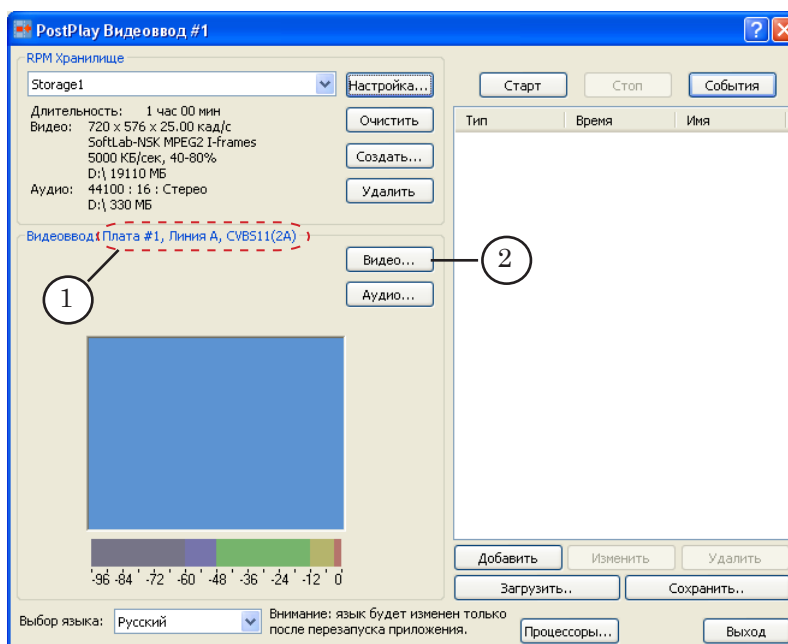 PostPlay Видеоввод #1
RPM Хранилище
Storage1
Настройка...
Длительность: 1 час 00 мин
Видео: 720 x 576 x 25.00 кад/с
SoftLab-NSK MPEG2 I-frames
5000 КБ/сек, 40-80%
D:\ 19110 МБ
Аудио: 44100 : 16 : Стерео
D:\ 330 МБ
Очистить
Создать...
Удалить
Видеоввод: Плата #1, Линия A, CVBS11(2A)
Видео...
Аудио...
1
2
-96 -84 -72 -60 -48 -36 -24 -12 0
Выбор языка: Русский
Внимание: язык будет изменен только
после перезапуска приложения.
Старт Стоп События
Тип Время Имя
Добавить Изменить Удалить
Загрузить.. Сохранить..
Процессоры... Выход